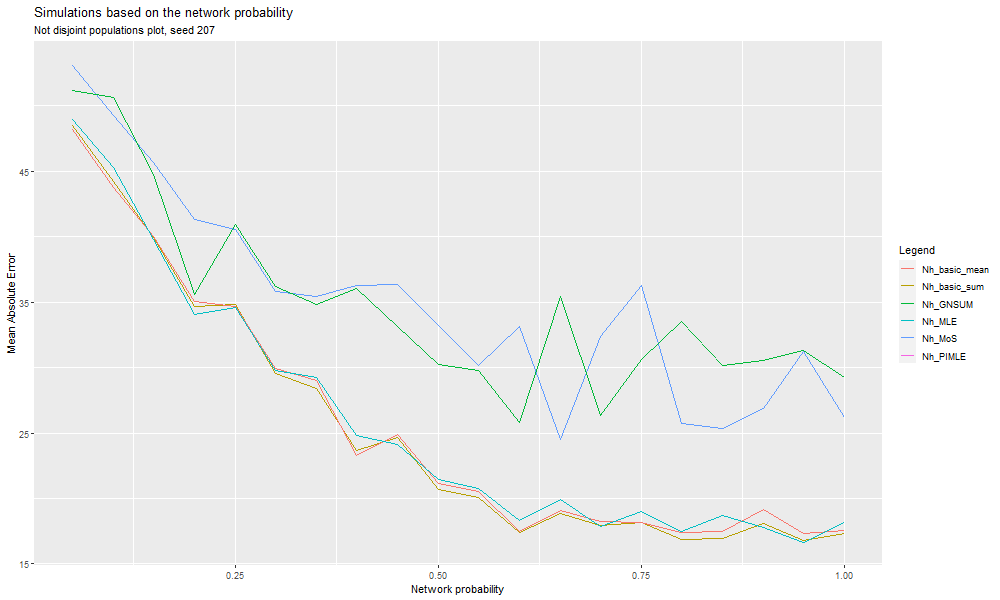 Simulations based on the network probability
Not disjoint populations plot, seed 207
Mean Absolute Error
45
35
25
15
0.25
0.50
0.75
1.00
Network probability
Legend
Nh_basic_mean
Nh_basic_sum
Nh_GNSUM
Nh_MLE
Nh_MoS
Nh_PIMLE